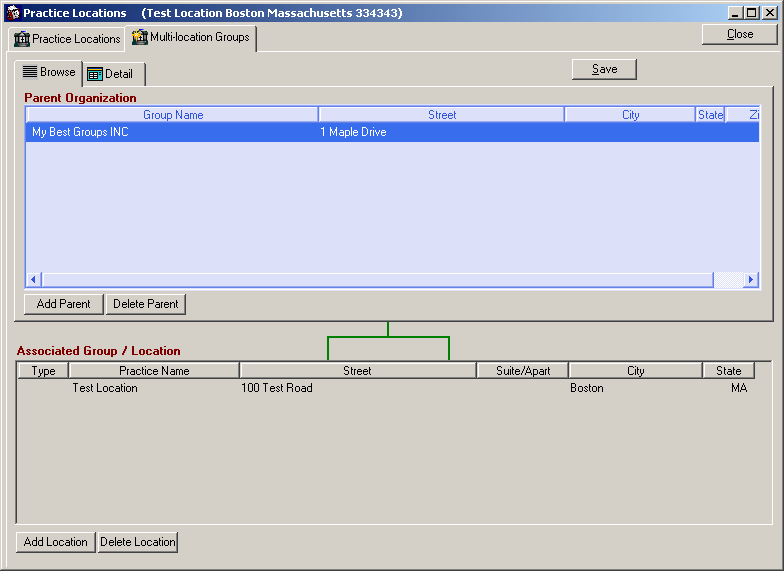 Practice Locations (Test Location Boston Massachusetts 334343)
Practice Locations Multi-location Groups Close
Browse Detail Save
Parent Organization
Group Name Street City State Zi
My Best Groups INC 1 Maple Drive
Add Parent Delete Parent
Associated Group / Location
Type Practice Name Street Suite/Apart City State
Test Location 100 Test Road Boston MA
Add Location Delete Location